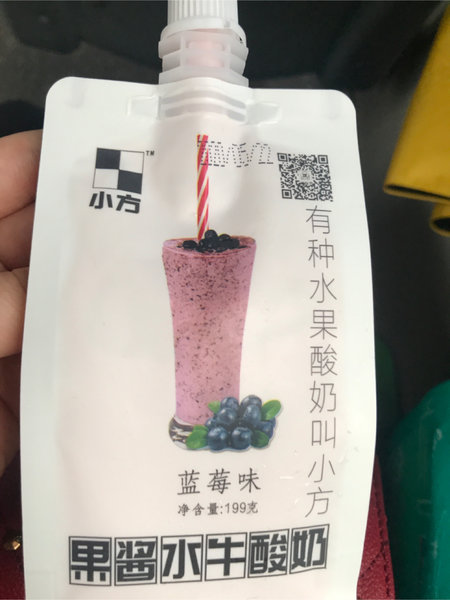 小方
TM
有种水果酸奶叫小方
蓝莓味
净含量:199克
果酱水牛酸奶